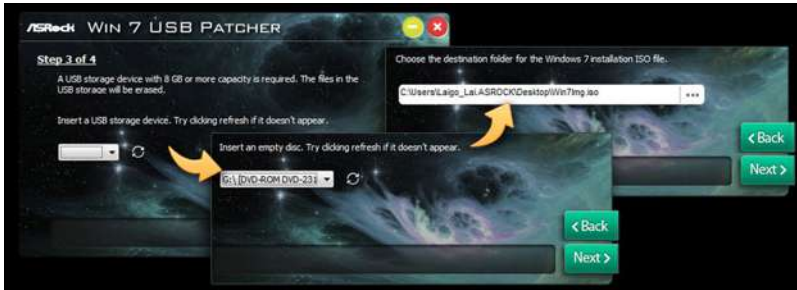 ASRock WIN 7 USB PATCHER
Step 3 of 4
A USB storage device with 8 GB or more capacity is required. The files in the
USB storage will be erased.
Insert a USB storage device. Try clicking refresh if it doesn't appear.
Insert an empty disc. Try clicking refresh if it doesn't appear.
G:\ [DVD-ROM DVD-231
< Back
Next >
Choose the destination folder for the Windows 7 installation ISO file.
C:\Users\Laigo_Lai.ASROCK\Desktop\Win7Img.iso
...
< Back
Next >